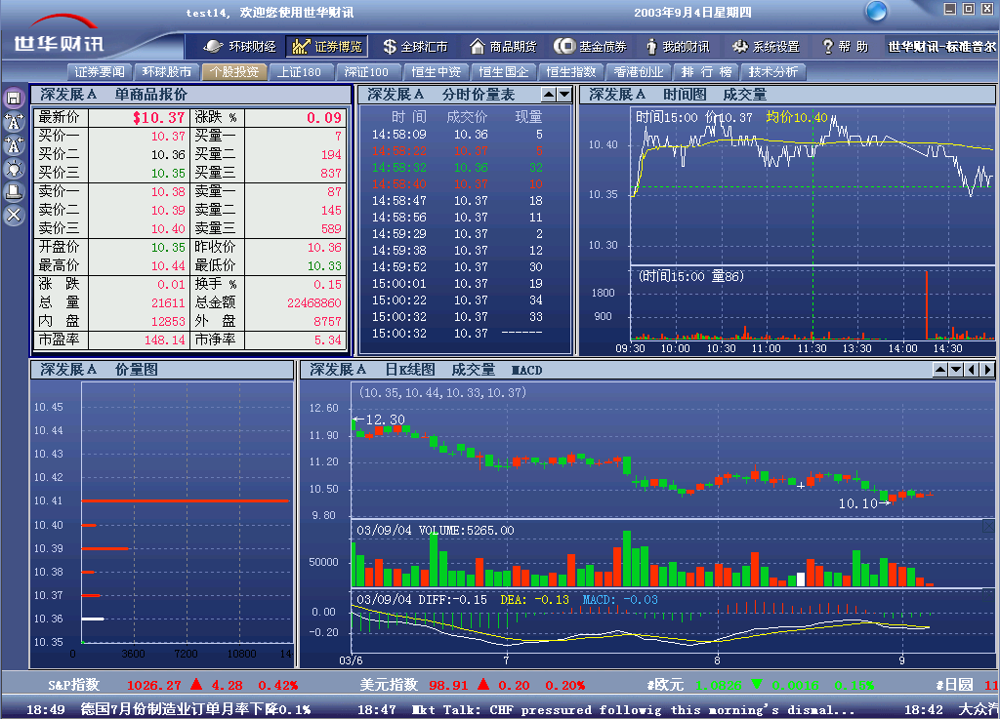 test14, 欢迎您使用世华财讯
2003年9月4日星期四
世华财讯
环球财经 证券博览 全球汇市 商品期货 基金债券 我的财讯 系统设置 帮 助 世华财讯-标准普尔
证券要闻 环球股市 个股投资 上证180 深证100 恒生中资 恒生国企 恒生指数 香港创业 排 行 榜 技术分析
深发展A 单商品报价
最新价 $10.37 涨跌 % 0.09
买价一 10.37 买量一 7
买价二 10.36 买量二 194
买价三 10.35 买量三 837
卖价一 10.38 卖量一 87
卖价二 10.39 卖量二 145
卖价三 10.40 卖量三 589
开盘价 10.35 昨收价 10.36
最高价 10.44 最低价 10.33
涨 跌 0.01 换手 % 0.15
总 量 21611 总金额 22468860
内 盘 12853 外 盘 8757
市盈率 148.14 市净率 5.34
深发展A 分时价量表
时 间 成交价 现量
14:58:09 10.36 5
14:58:22 10.37 5
14:58:32 10.36 32
14:58:40 10.37 10
14:58:47 10.37 18
14:58:56 10.37 11
14:59:29 10.37 2
14:59:38 10.37 12
14:59:52 10.37 30
15:00:01 10.37 19
15:00:22 10.37 34
15:00:32 10.37 33
15:00:32 10.37 ------
深发展A 时间图 成交量
时间15:00 价10.37 均价10.40
10.40
10.35
10.30
(时间15:00 量86)
1800
900
09:30 10:00 10:30 11:00 11:30 13:30 14:00 14:30
深发展A 价量图
10.45
10.44
10.43
10.42
10.41
10.40
10.39
10.38
10.37
10.36
10.35
0 3600 7200 10800 14
深发展A 日K线图 成交量 MACD
(10.35,10.44,10.33,10.37)
12.60
←12.30
11.90
11.20
10.50
10.10→
9.80
03/09/04 VOLUME:5265.00
50000
03/09/04 DIFF:-0.15 DEA: -0.13 MACD: -0.03
0.00
-0.20
03/6 7 8 9
S&P指数 1026.27 ▲ 4.28 0.42% 美元指数 98.91 ▲ 0.20 0.20% #欧元 ▼ #日圆 11
18:49 德国7月份制造业订单月率下降0.1% 18:47 Mkt Talk: CHF pressured followig this morning's dismal... 18:42 大众汽